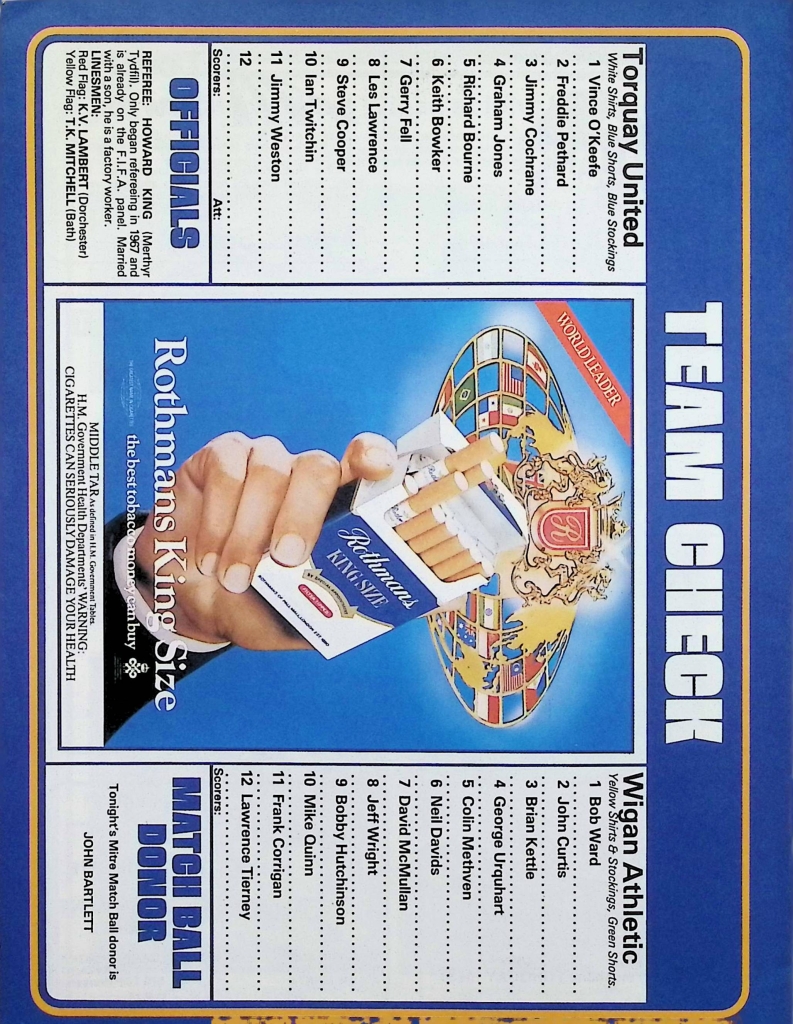 TEAM CHECK
Torquay United
White Shirts, Blue Shorts, Blue Stockings
1 Vince O'Keefe
2 Freddie Pethard
3 Jimmy Cochrane
4 Graham Jones
5 Richard Bourne
6 Keith Bowker
7 Gerry Fell
8 Les Lawrence
9 Steve Cooper
10 Ian Twitchin
11 Jimmy Weston
12
Scorers: Att:
OFFICIALS
REFEREE: HOWARD KING (Merthyr
Tydfil). Only began refereeing in 1967 and
is already on the F.I.F.A. panel. Married
with a son, he is a factory worker.
LINESMEN:
Red Flag: K.V. LAMBERT (Dorchester)
Yellow Flag: T.K. MITCHELL (Bath)
WORLD LEADER
R
Rothmans
KING SIZE
Rothmans King Size
the best tobacco money can buy
MIDDLE TAR As defined in H.M. Government Tables.
H.M. Government Health Departments' WARNING:
CIGARETTES CAN SERIOUSLY DAMAGE YOUR HEALTH
Wigan Athletic
Yellow Shirts & Stockings, Green Shorts.
1 Bob Ward
2 John Curtis
3 Brian Kettle
4 George Urquhart
5 Colin Methven
6 Neil Davids
7 David McMullan
8 Jeff Wright
9 Bobby Hutchinson
10 Mike Quinn
11 Frank Corrigan
12 Lawrence Tierney
Scorers:
MATCH BALL
DONOR
Tonight's Mitre Match Ball donor is
JOHN BARTLETT